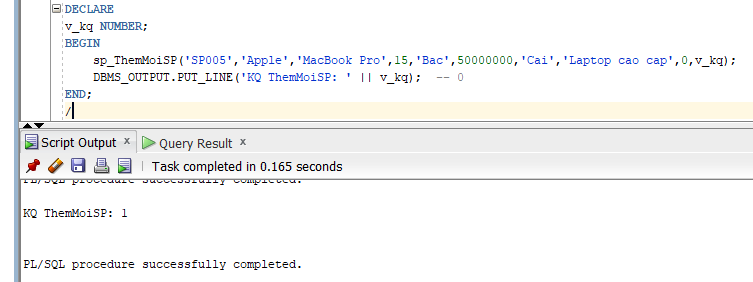 DECLARE
v_kq NUMBER;
BEGIN
sp_ThemMoiSP('SP005','Apple','MacBook Pro',15,'Bac',50000000,'Cai','Laptop cao cap',0,v_kq);
DBMS_OUTPUT.PUT_LINE('KQ ThemMoiSP: ' || v_kq);  -- 0
END;
/
Script Output x Query Result x
Task completed in 0.165 seconds
PL/SQL procedure successfully completed.
KQ ThemMoiSP: 1
PL/SQL procedure successfully completed.